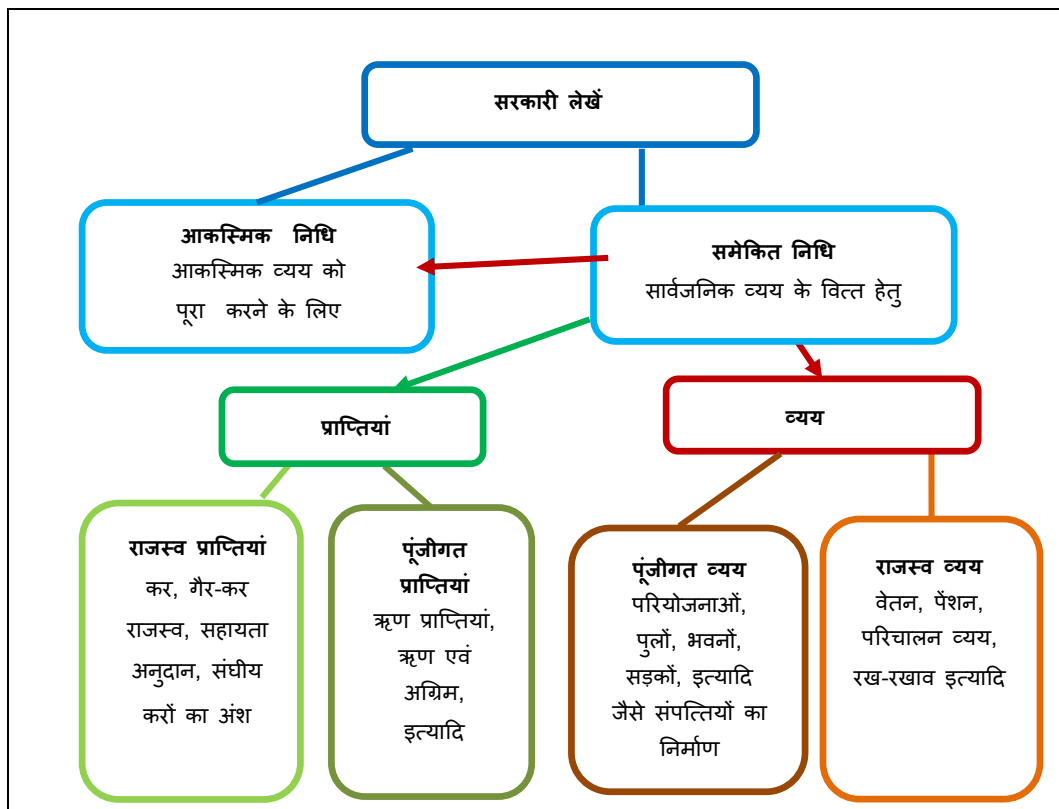 सरकारी लेखें
आकस्मिक निधि
आकस्मिक व्यय को
पूरा करने के लिए
समेकित निधि
सार्वजनिक व्यय के वित्त हेतु
प्राप्तियां
व्यय
राजस्व प्राप्तियां
कर, गैर-कर
राजस्व, सहायता
अनुदान, संघीय
करों का अंश
पूंजीगत
प्राप्तियां
ऋण प्राप्तियां,
ऋण एवं
अग्रिम,
इत्यादि
पूंजीगत व्यय
परियोजनाओं,
पुलों, भवनों,
सड़कों, इत्यादि
जैसे संपत्तियों का
निर्माण
राजस्व व्यय
वेतन, पेंशन,
परिचालन व्यय,
रख-रखाव इत्यादि